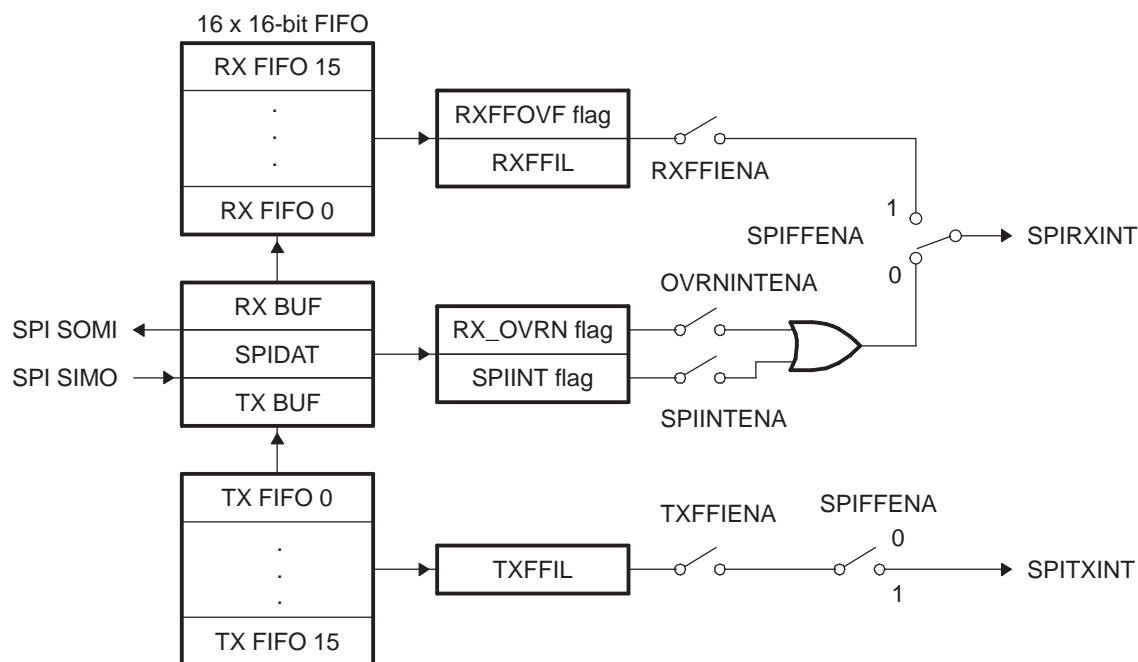 16 x 16-bit FIFO
RX FIFO 15
.
.
.
RX FIFO 0
RXFFOVF flag
RXFFIL
RXFFIENA
1
SPIFFENA
0
SPIRXINT
RX BUF
SPIDAT
TX BUF
SPI SOMI
SPI SIMO
RX_OVRN flag
SPIINT flag
OVRNINTENA
SPIINTENA
TX FIFO 0
.
.
.
TX FIFO 15
TXFFIL
TXFFIENA
SPIFFENA
0
1
SPITXINT